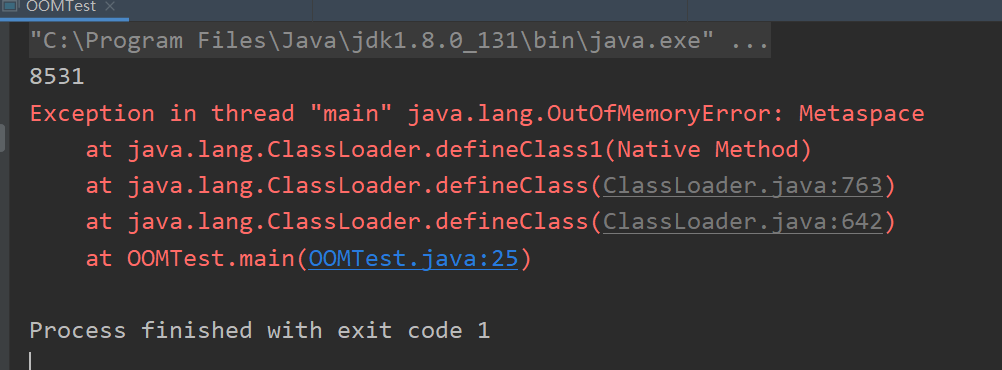 OOMTest ×
"C:\Program Files\Java\jdk1.8.0_131\bin\java.exe" ...
8531
Exception in thread "main" java.lang.OutOfMemoryError: Metaspace
    at java.lang.ClassLoader.defineClass1(Native Method)
    at java.lang.ClassLoader.defineClass(ClassLoader.java:763)
    at java.lang.ClassLoader.defineClass(ClassLoader.java:642)
    at OOMTest.main(OOMTest.java:25)
Process finished with exit code 1